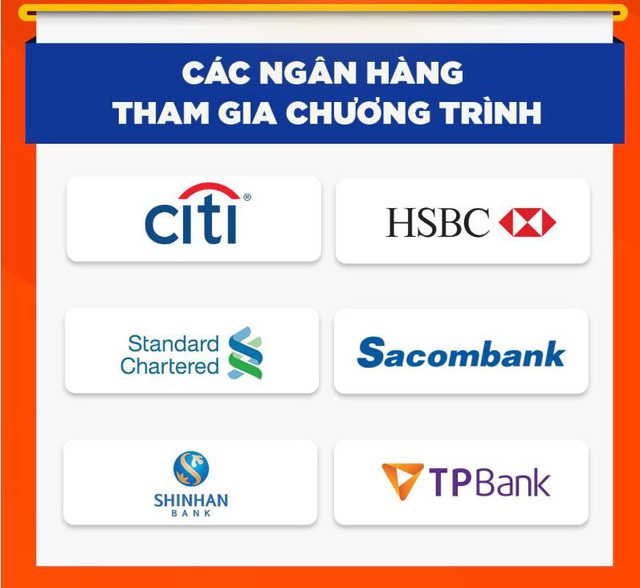 CÁC NGÂN HÀNG
THAM GIA CHƯƠNG TRÌNH
citi®
HSBC
Standard
Chartered
Sacombank
SHINHAN
BANK
TPBank